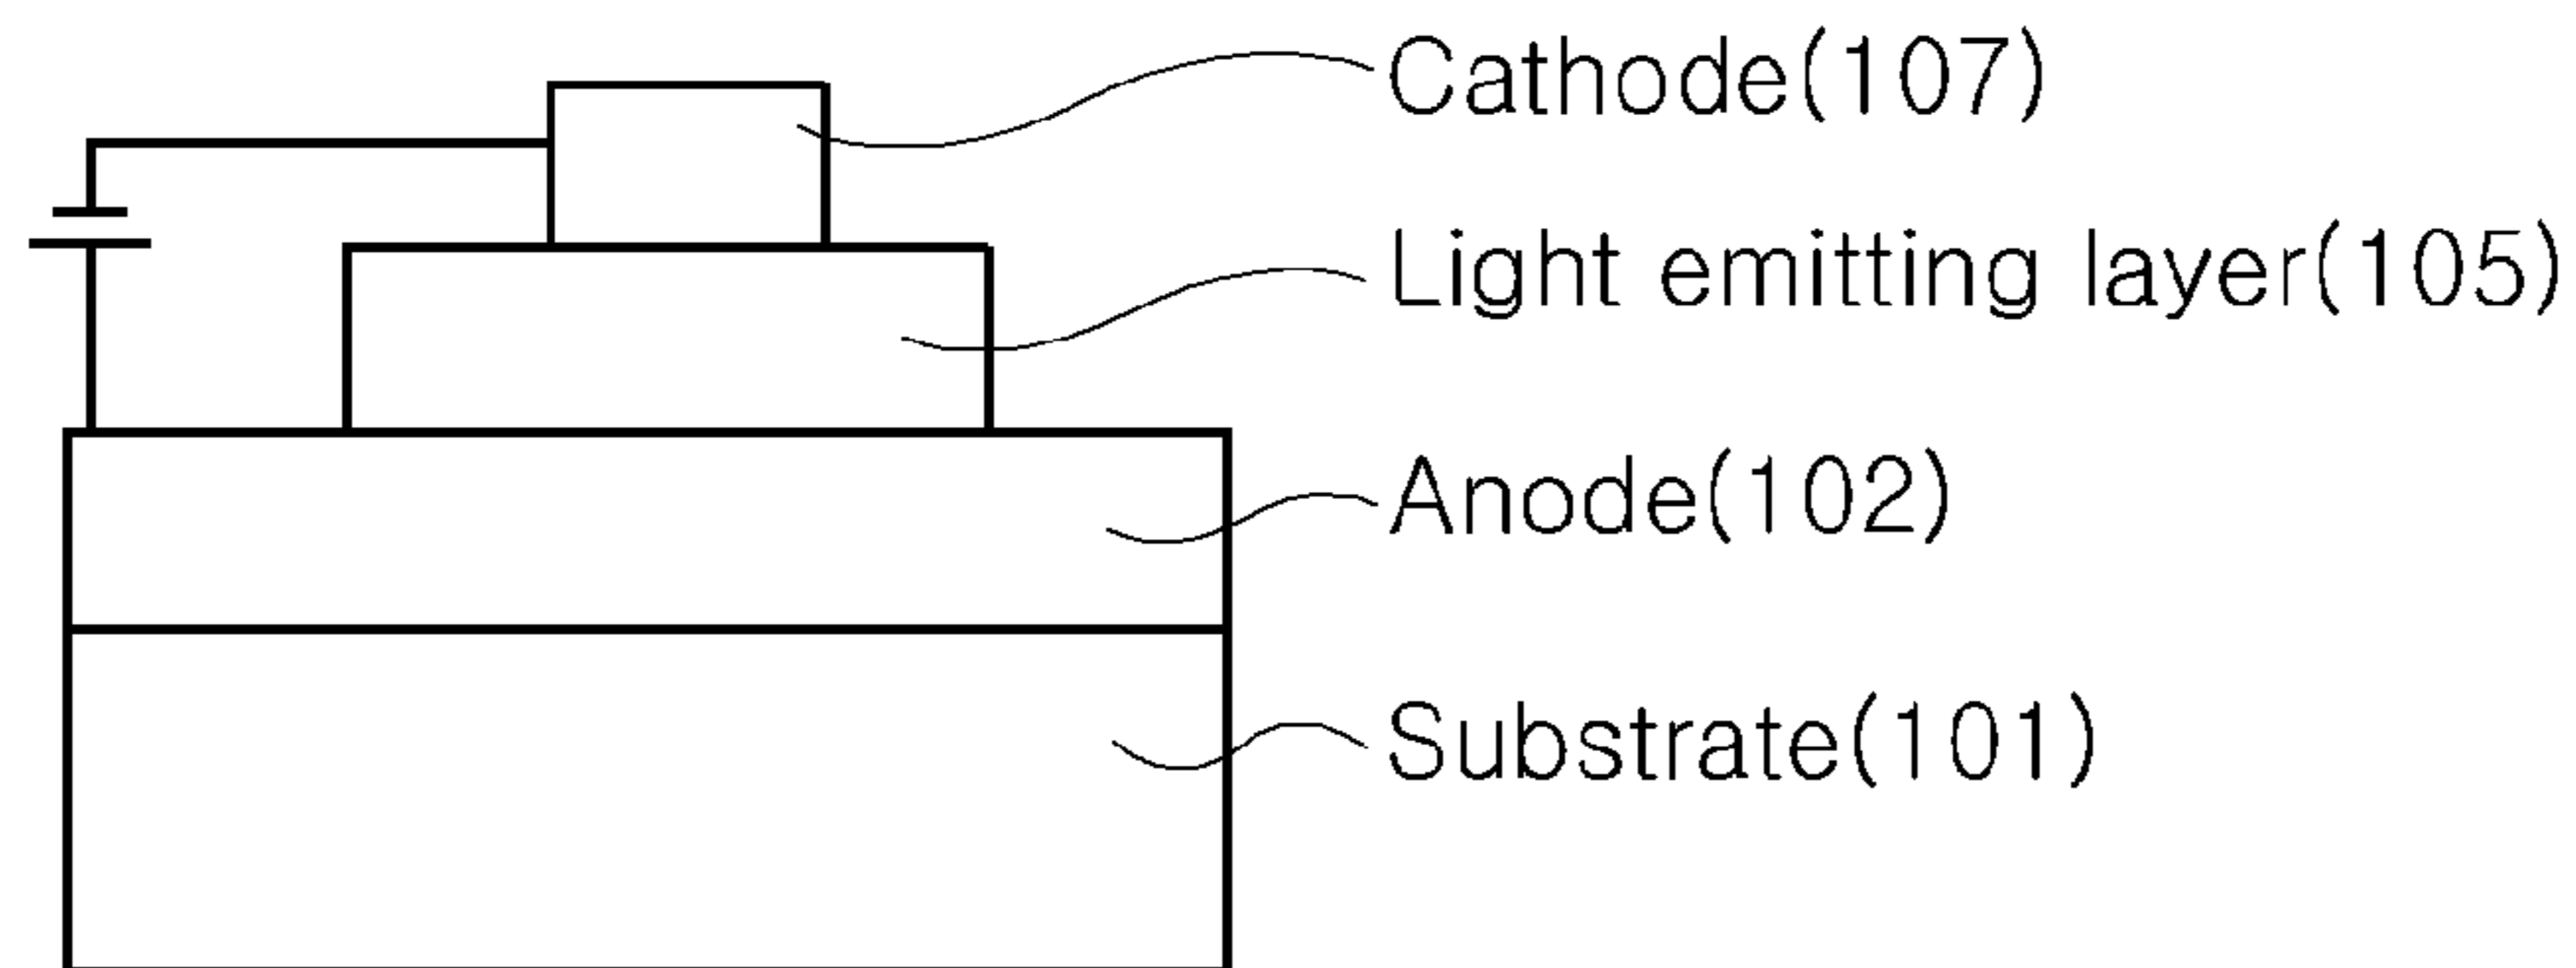 Cathode(107)
Light emitting layer(105)
Anode(102)
Substrate(101)